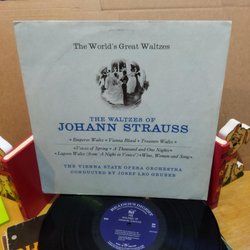 The World's Great Waltzes
THE WALTZES OF
JOHANN STRAUSS
• Emperor Waltz • Vienna Blood • Treasure Waltz •
• Voices of Spring • A Thousand and One Nights •
• Lagoon Waltz (from 'A Night in Venice') • Wine, Women and Song •
THE VIENNA STATE OPERA ORCHESTRA
CONDUCTED BY JOSEF LEO GRUBER
READER'S DIGEST